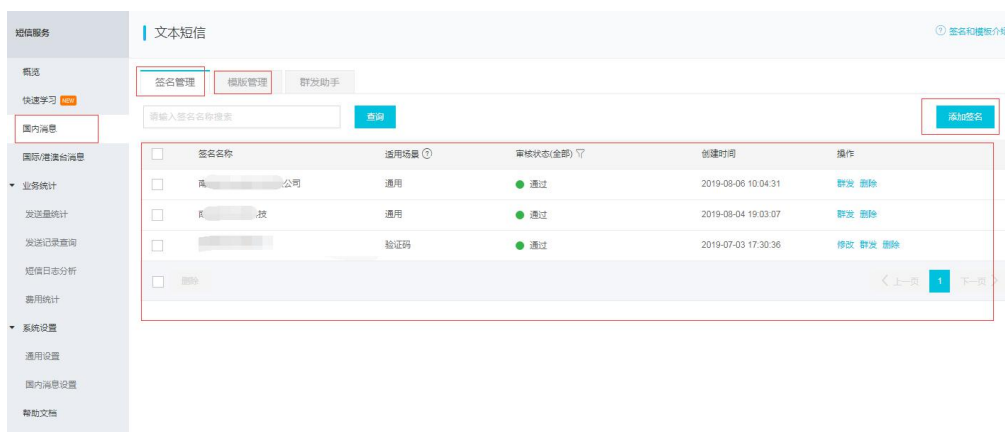 短信服务
文本短信
签名和模板介绍
概览
快速学习 NEW
国内消息
国际/港澳台消息
业务统计
发送量统计
发送记录查询
短信日志分析
套用统计
系统设置
通用设置
国内消息设置
帮助文档
签名管理 模版管理 群发助手
请输入签名名称搜索 查询 添加签名
签名名称 适用场景 审核状态(全部) 创建时间 操作
公司 通用 通过 2019-08-06 10:04:31 群发 删除
技 通用 通过 2019-08-04 19:03:07 群发 删除
验证码 通过 2019-07-03 17:30:36 修改 群发 删除
删除 上一页 1 下一页